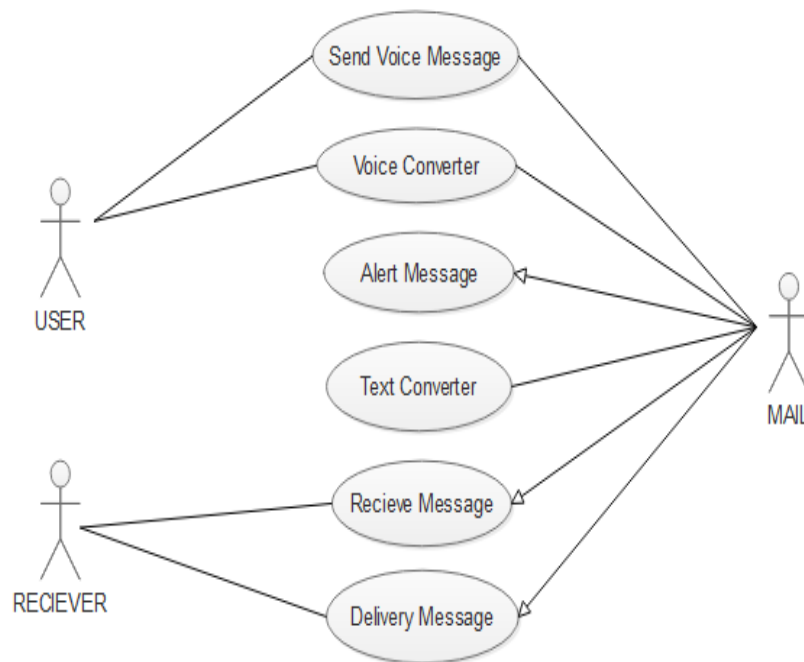 Send Voice Message
Voice Converter
Alert Message
USER
Text Converter
MAIL
Recieve Message
RECIEVER
Delivery Message